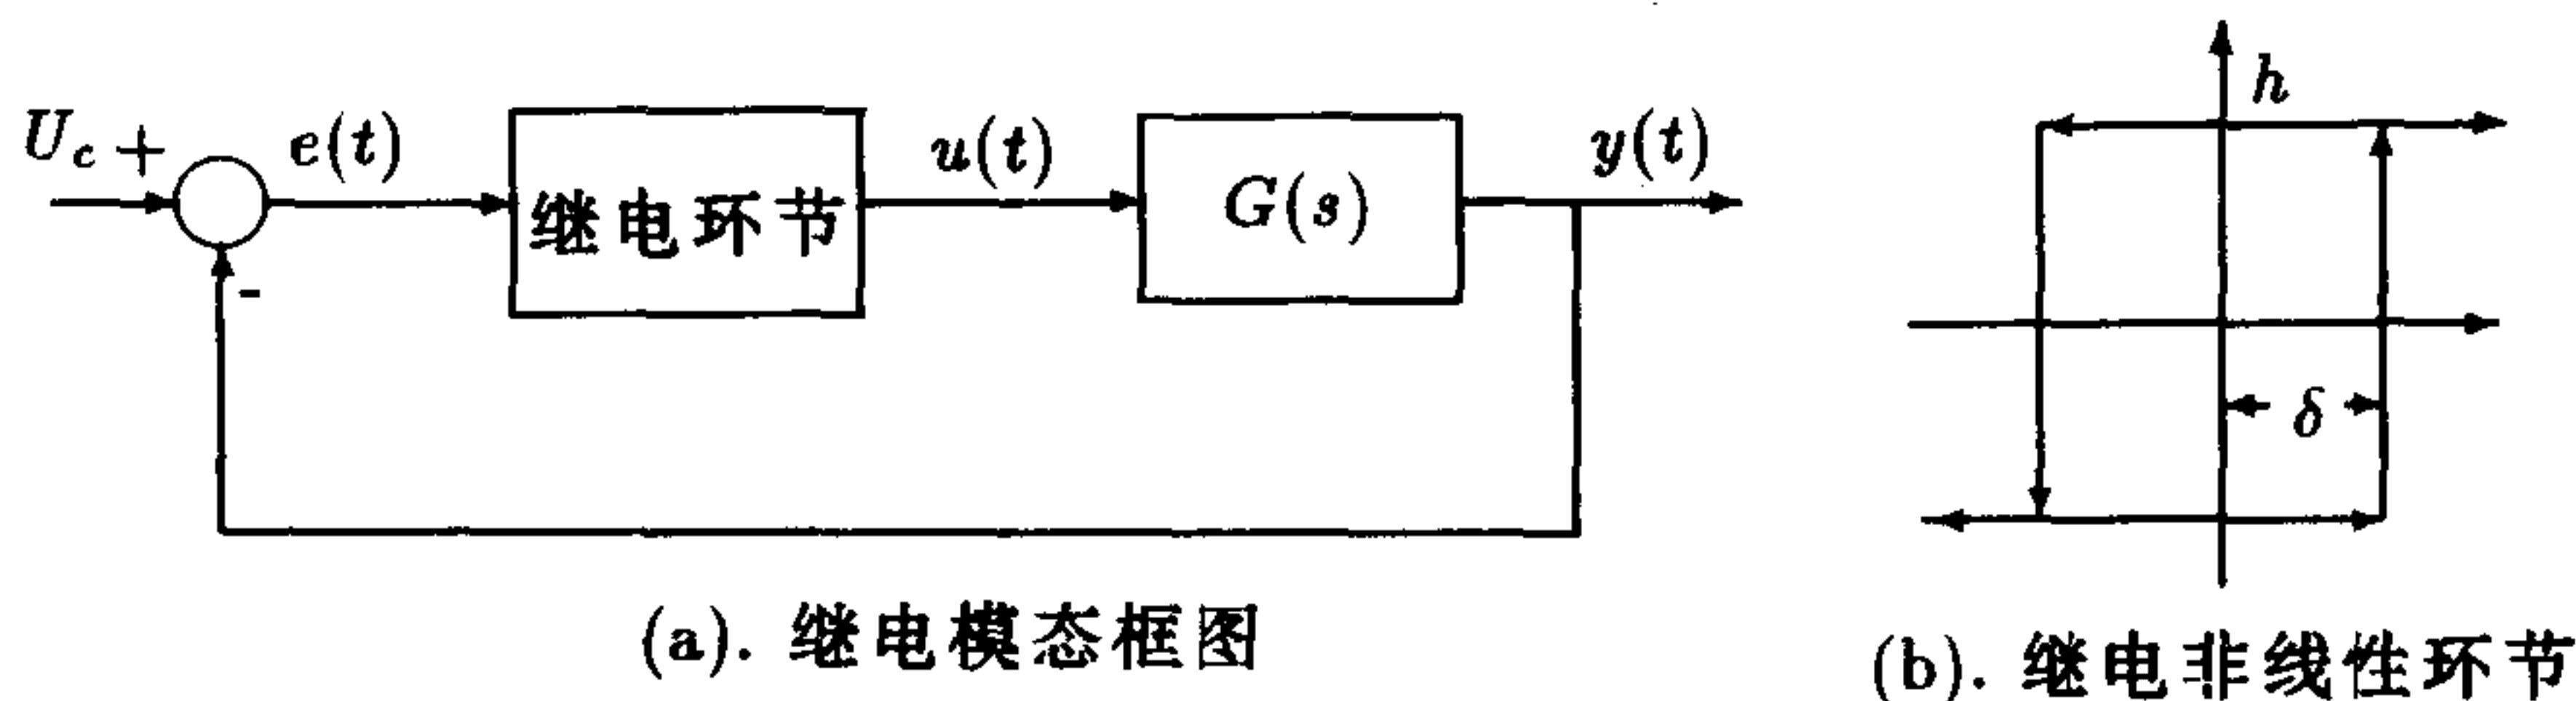 U_c + e(t) 继电环节 u(t) G(s) y(t)
-
h
δ
(a). 继电模态框图
(b). 继电非线性环节